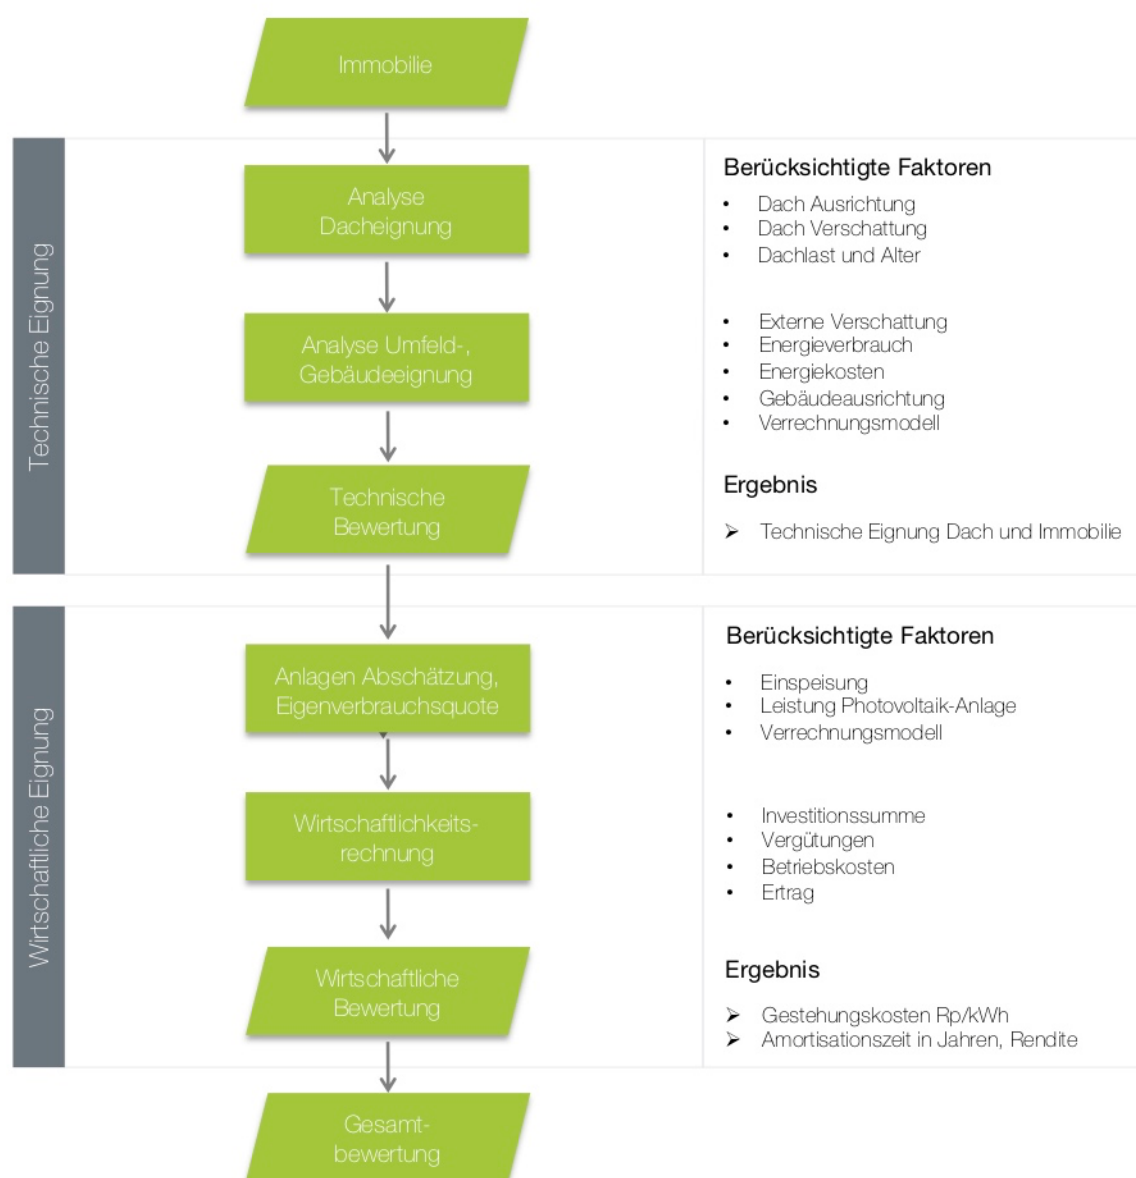 Immobilie
Technische Eignung
Analyse
Dacheignung
Berücksichtigte Faktoren
• Dach Ausrichtung
• Dach Verschattung
• Dachlast und Alter
Analyse Umfeld-,
Gebäudeeignung
• Externe Verschattung
• Energieverbrauch
• Energiekosten
• Gebäudeausrichtung
• Verrechnungsmodell
Technische
Bewertung
Ergebnis
➢ Technische Eignung Dach und Immobilie
Wirtschaftliche Eignung
Anlagen Abschätzung,
Eigenverbrauchsquote
Berücksichtigte Faktoren
• Einspeisung
• Leistung Photovoltaik-Anlage
• Verrechnungsmodell
Wirtschaftlichkeits-
rechnung
• Investitionssumme
• Vergütungen
• Betriebskosten
• Ertrag
Wirtschaftliche
Bewertung
Ergebnis
➢ Gestehungskosten Rp/kWh
➢ Amortisationszeit in Jahren, Rendite
Gesamt-
bewertung